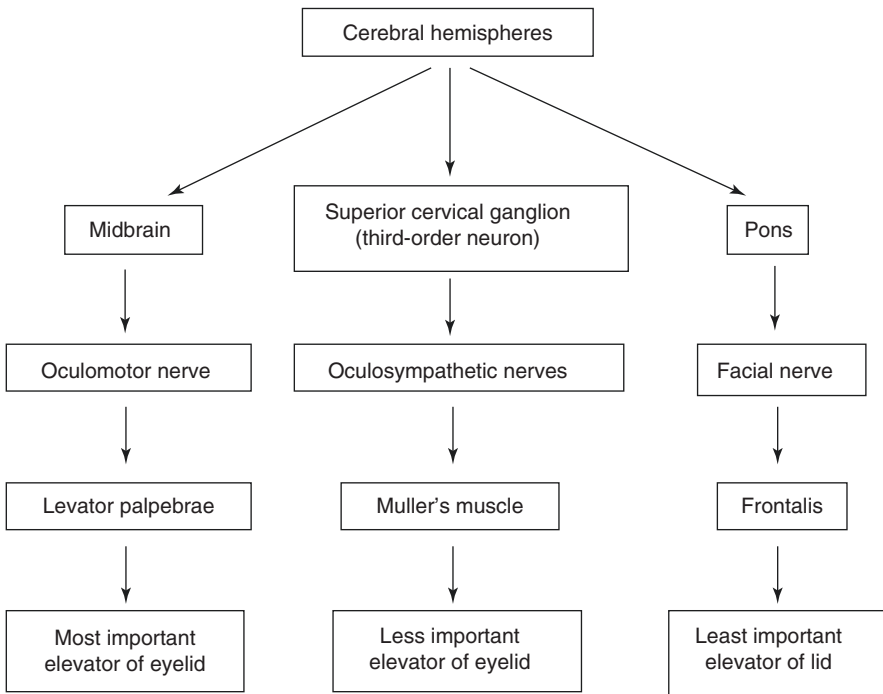 Cerebral hemispheres
Midbrain
Superior cervical ganglion
(third-order neuron)
Pons
Oculomotor nerve
Oculosympathetic nerves
Facial nerve
Levator palpebrae
Muller’s muscle
Frontalis
Most important
elevator of eyelid
Less important
elevator of eyelid
Least important
elevator of lid